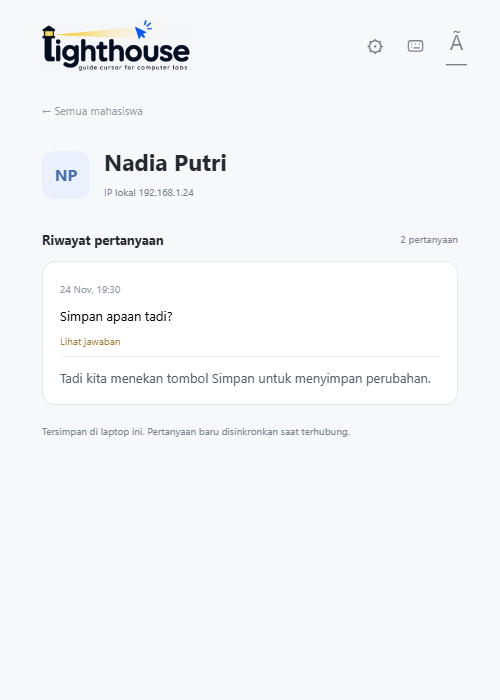 lighthouse
guide cursor for computer labs
Ã
← Semua mahasiswa
NP
Nadia Putri
IP lokal 192.168.1.24
Riwayat pertanyaan
2 pertanyaan
24 Nov, 19:30
Simpan apaan tadi?
Lihat jawaban
Tadi kita menekan tombol Simpan untuk menyimpan perubahan.
Tersimpan di laptop ini. Pertanyaan baru disinkronkan saat terhubung.